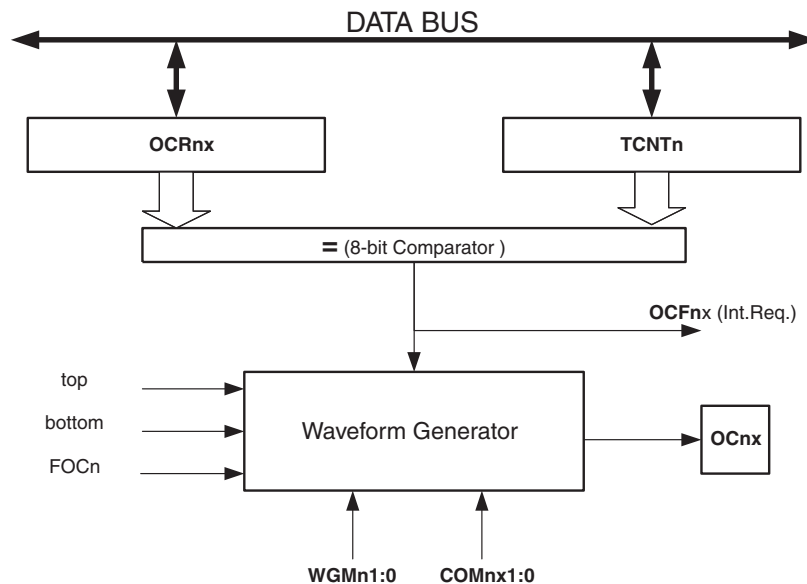 DATA BUS
OCRnx
TCNTn
= (8-bit Comparator )
OCFnx (Int.Req.)
top
bottom
FOCn
Waveform Generator
OCnx
WGMn1:0
COMnx1:0